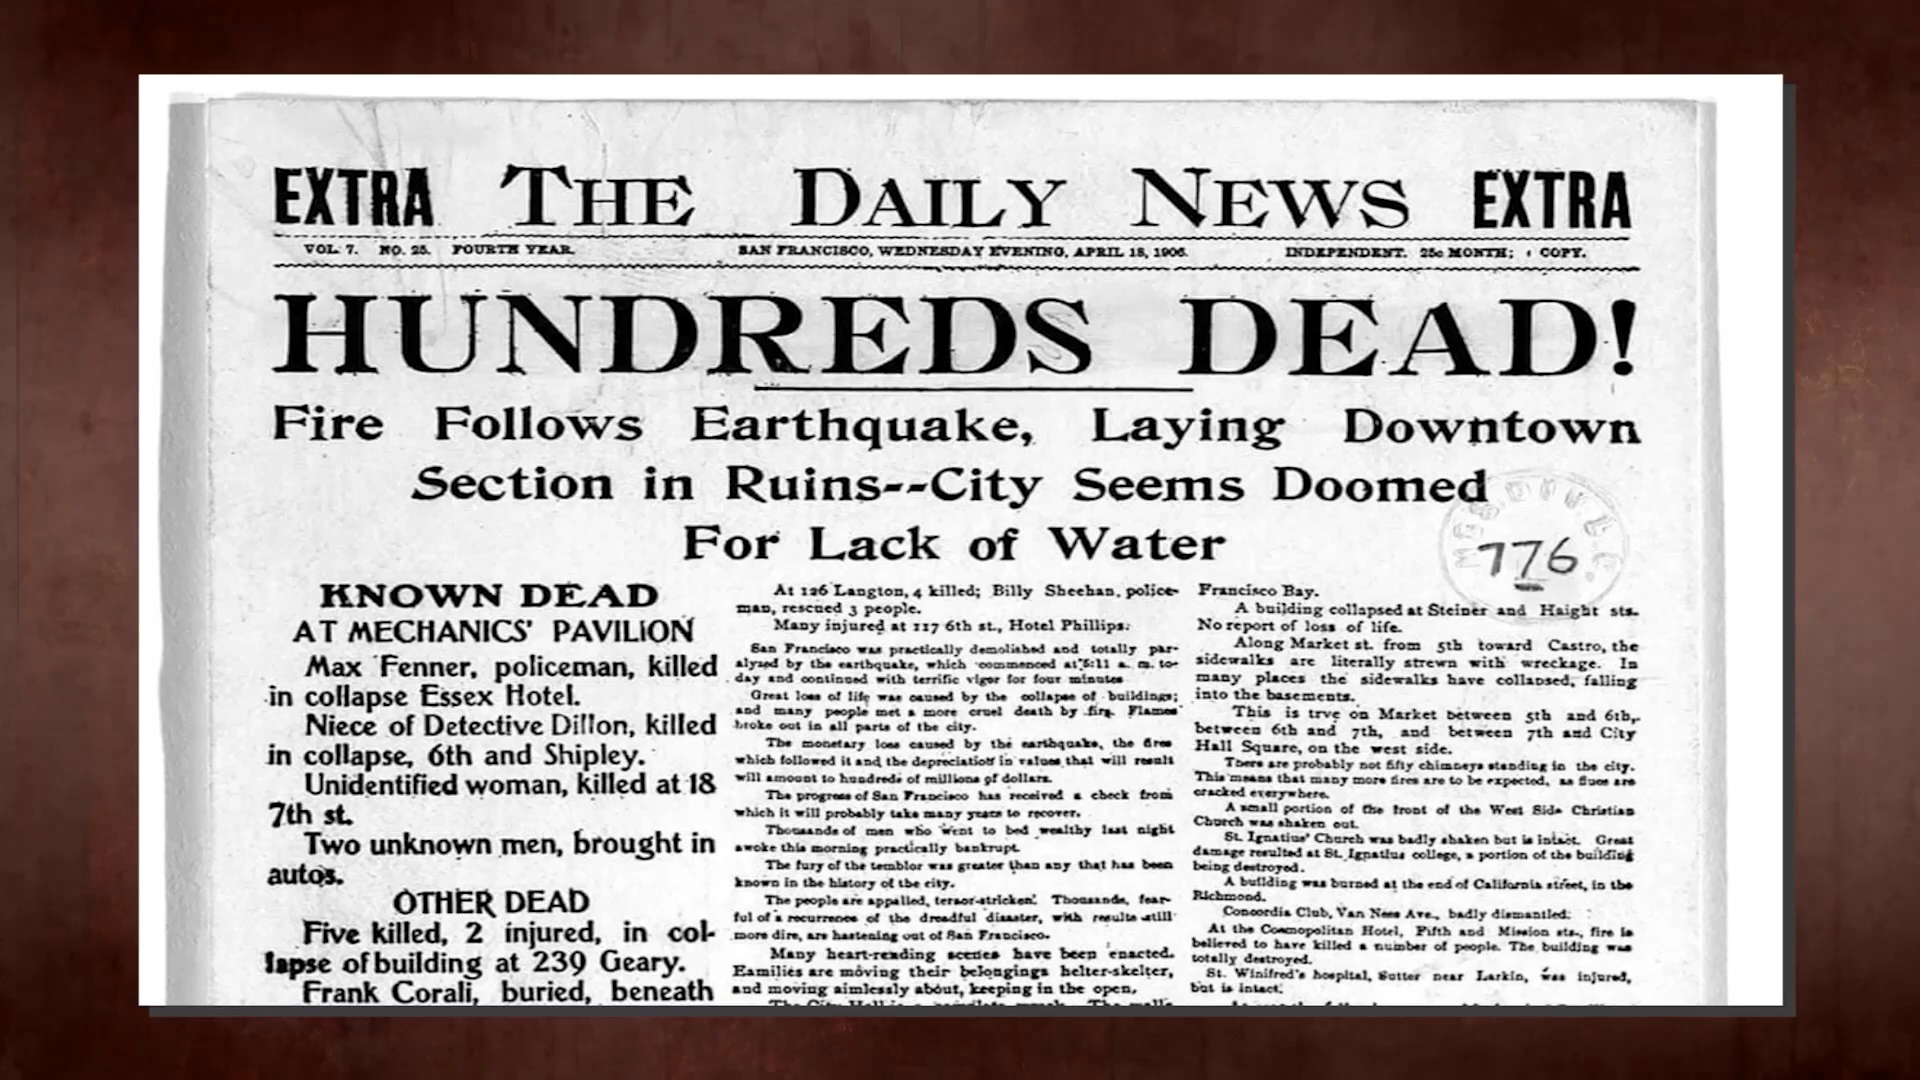 EXTRA THE DAILY NEWS EXTRA
VOL. 7. NO. 25. FOURTH YEAR. SAN FRANCISCO, WEDNESDAY EVENING, APRIL 18, 1906. INDEPENDENT. 25c MONTH; COPY.
HUNDREDS DEAD!
Fire Follows Earthquake, Laying Downtown
Section in Ruins--City Seems Doomed
For Lack of Water
776
KNOWN DEAD
AT MECHANICS' PAVILION
Max Fenner, policeman, killed
in collapse Essex Hotel.
Niece of Detective Dillon, killed
in collapse, 6th and Shipley.
Unidentified woman, killed at 18
7th st.
Two unknown men, brought in
autos.
OTHER DEAD
Five killed, 2 injured, in col-
lapse of building at 239 Geary.
Frank Corali, buried, beneath
At 126 Langton, 4 killed; Billy Sheehan, police-
man, rescued 3 people.
Many injured at 117 6th st., Hotel Phillips.
San Francisco was practically demolished and totally par-
alyzed by the earthquake, which commenced at 5:11 a. m. to-
day and continued with terrific vigor for four minutes
Great loss of life was caused by the collapse of buildings;
and many people met a more cruel death by fire. Flames
broke out in all parts of the city.
The monetary loss caused by the earthquake, the fires
which followed it and the depreciation in values that will result
will amount to hundreds of millions of dollars.
The progress of San Francisco has received a check from
which it will probably take many years to recover.
Thousands of men who went to bed wealthy last night
awoke this morning practically bankrupt.
The fury of the temblor was greater than any that has been
known in the history of the city.
The people are appalled, terror-stricken. Thousands, fear-
ful of a recurrence of the dreadful disaster, with results still
more dire, are hastening out of San Francisco.
Many heart-rending scenes have been enacted.
Families are moving their belongings helter-skelter,
and moving aimlessly about, keeping in the open.
The City Hall is a complete wreck. The walls
Francisco Bay.
A building collapsed at Steiner and Haight sts.
No report of loss of life.
Along Market st. from 5th toward Castro, the
sidewalks are literally strewn with wreckage. In
many places the sidewalks have collapsed, falling
into the basements.
This is trve on Market between 5th and 6th,
between 6th and 7th, and between 7th and City
Hall Square, on the west side.
There are probably not fifty chimneys standing in the city.
This means that many more fires are to be expected, as flues are
cracked everywhere.
A small portion of the front of the West Side Christian
Church was shaken out.
St. Ignatius' Church was badly shaken but is intact. Great
damage resulted at St. Ignatius college, a portion of the building
being destroyed.
A building was burned at the end of California street, in the
Richmond.
Concordia Club, Van Ness Ave., badly dismantled.
At the Cosmopolitan Hotel, Fifth and Mission sts., fire is
believed to have killed a number of people. The building was
totally destroyed.
St. Winifred's hospital, Sutter near Larkin, was injured,
but is intact.